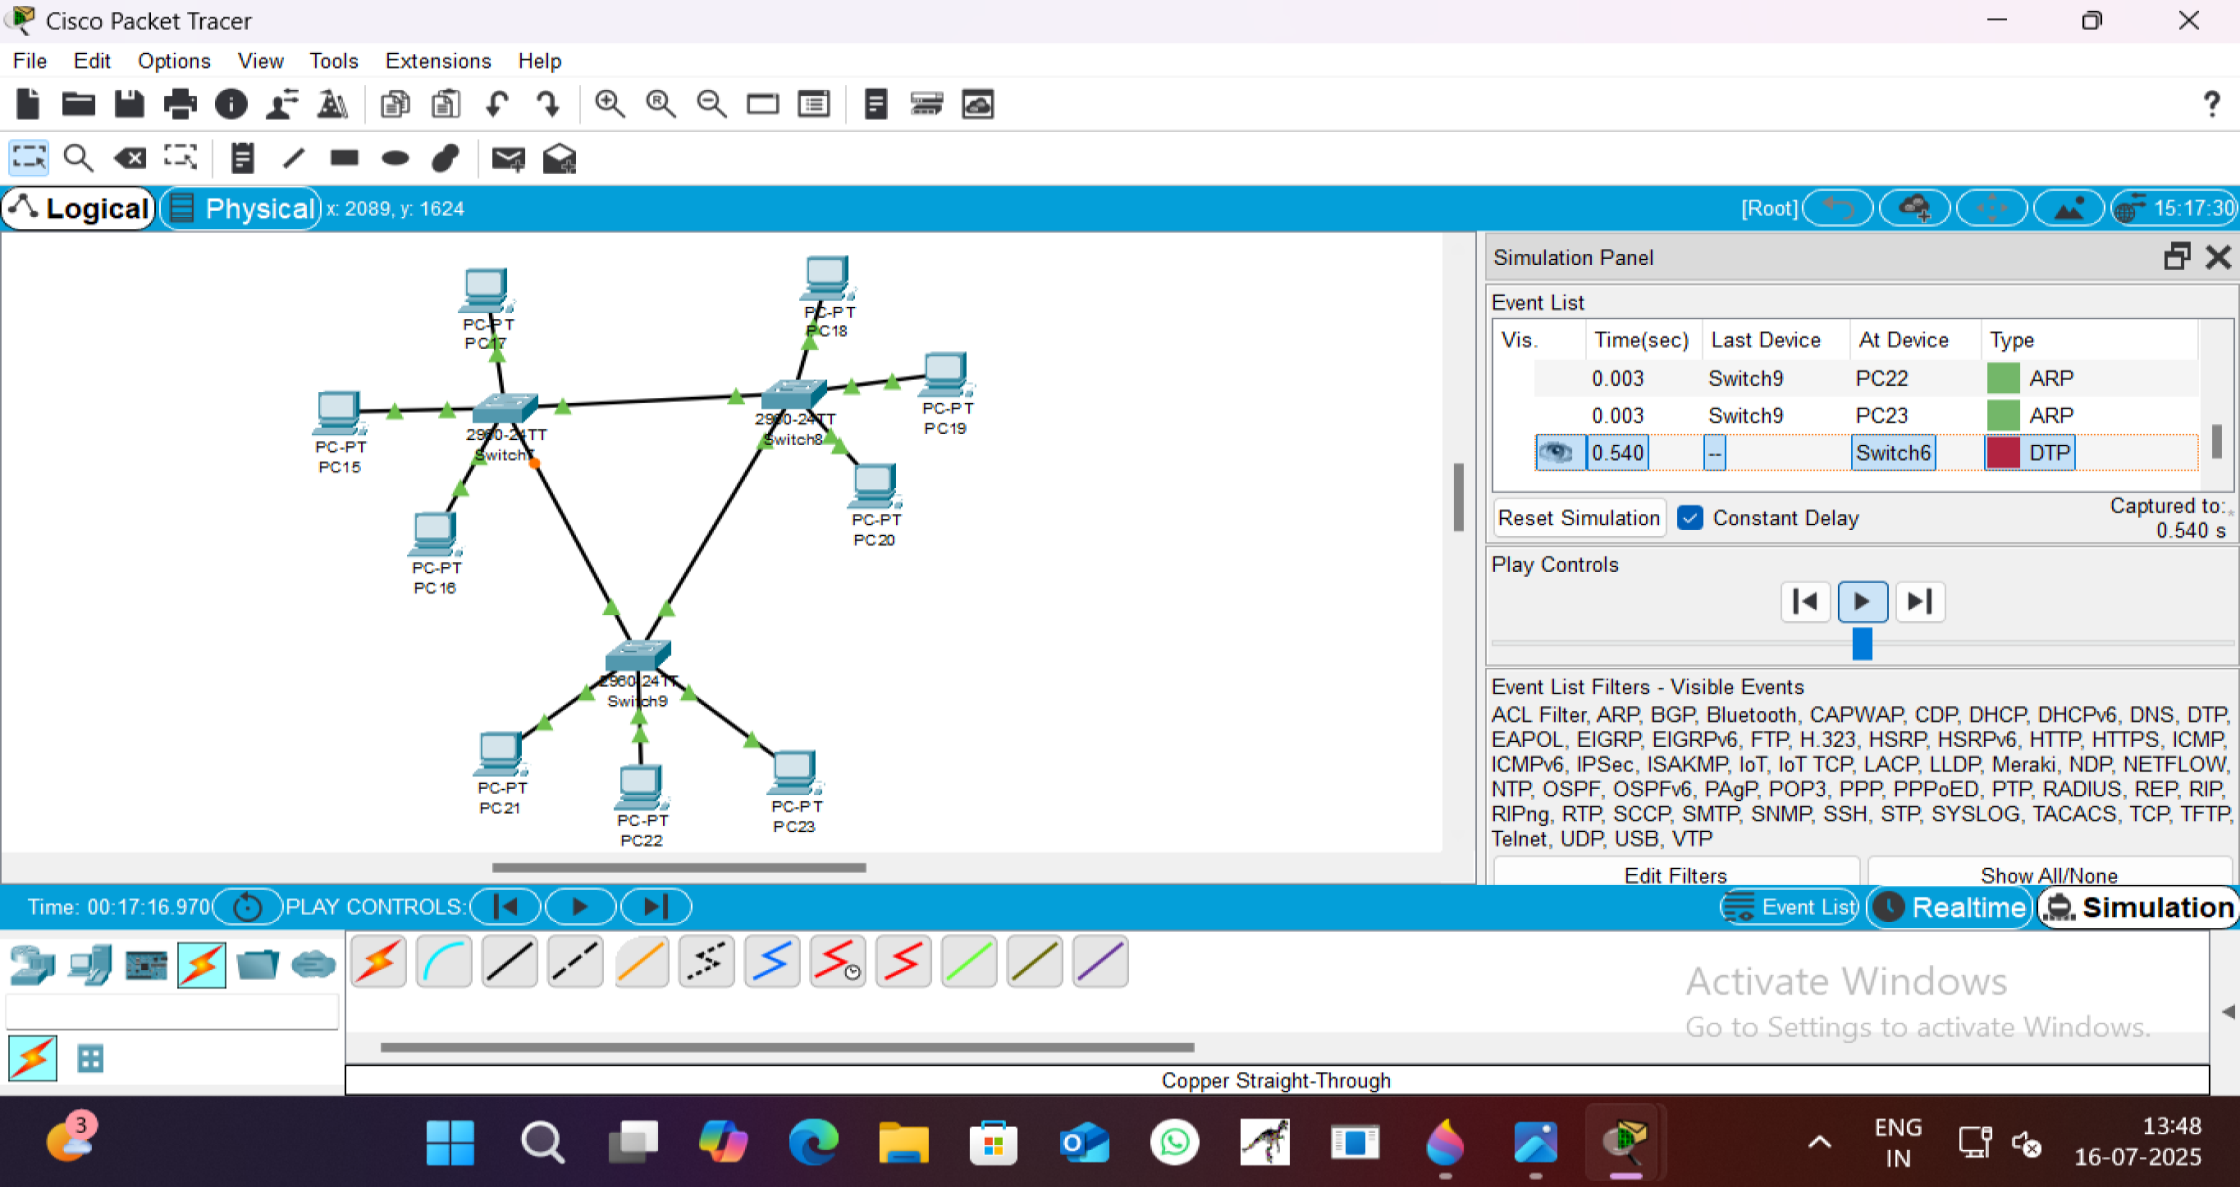 Cisco Packet Tracer
File Edit Options View Tools Extensions Help
?
Logical Physical x: 2089, y: 1624 [Root] 15:17:30
PC-PT
PC17
PC-PT
PC18
PC-PT
PC19
PC-PT
PC15
2960-24TT
Switch7
2960-24TT
Switch8
PC-PT
PC20
PC-PT
PC16
2960-24TT
Switch9
PC-PT
PC21
PC-PT
PC22
PC-PT
PC23
Simulation Panel
Event List
Vis. Time(sec) Last Device At Device Type
0.003 Switch9 PC22 ARP
0.003 Switch9 PC23 ARP
0.540 -- Switch6 DTP
Reset Simulation Constant Delay Captured to:*
0.540 s
Play Controls
Event List Filters - Visible Events
ACL Filter, ARP, BGP, Bluetooth, CAPWAP, CDP, DHCP, DHCPv6, DNS, DTP,
EAPOL, EIGRP, EIGRPv6, FTP, H.323, HSRP, HSRPv6, HTTP, HTTPS, ICMP,
ICMPv6, IPSec, ISAKMP, IoT, IoT TCP, LACP, LLDP, Meraki, NDP, NETFLOW,
NTP, OSPF, OSPFv6, PAgP, POP3, PPP, PPPoED, PTP, RADIUS, REP, RIP,
RIPng, RTP, SCCP, SMTP, SNMP, SSH, STP, SYSLOG, TACACS, TCP, TFTP,
Telnet, UDP, USB, VTP
Edit Filters Show All/None
Time: 00:17:16.970 PLAY CONTROLS: Event List Realtime Simulation
Activate Windows
Go to Settings to activate Windows.
Copper Straight-Through
3
ENG
IN
13:48
16-07-2025